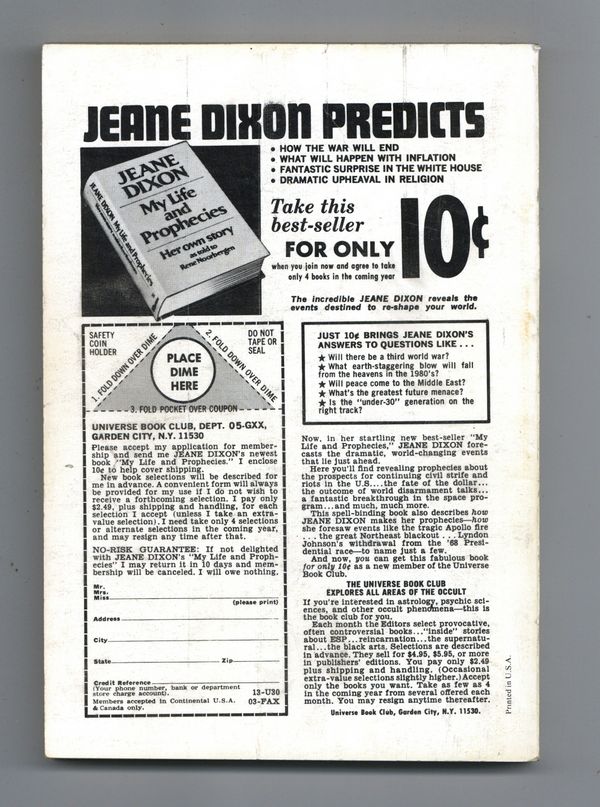 JEANE DIXON PREDICTS
• HOW THE WAR WILL END
• WHAT WILL HAPPEN WITH INFLATION
• FANTASTIC SURPRISE IN THE WHITE HOUSE
• DRAMATIC UPHEAVAL IN RELIGION
JEANE
DIXON
My Life
and
Prophecies
Her own story
as told to
Rene Noorbergen
JEANE DIXON My Life and Prophecies
Take this
best-seller
FOR ONLY
10¢
when you join now and agree to take
only 4 books in the coming year
The incredible JEANE DIXON reveals the
events destined to re-shape your world.
SAFETY
COIN
HOLDER
DO NOT
TAPE OR
SEAL
1. FOLD DOWN OVER DIME
2. FOLD DOWN OVER DIME
PLACE
DIME
HERE
3. FOLD POCKET OVER COUPON
UNIVERSE BOOK CLUB, DEPT. 05-GXX,
GARDEN CITY, N.Y. 11530
Please accept my application for member-
ship and send me JEANE DIXON's newest
book "My Life and Prophecies." I enclose
10¢ to help cover shipping.
New book selections will be described for
me in advance. A convenient form will always
be provided for my use if I do not wish to
receive a forthcoming selection. I pay only
$2.49, plus shipping and handling, for each
selection I accept (unless I take an extra-
value selection). I need take only 4 selections
or alternate selections in the coming year,
and may resign any time after that.
NO-RISK GUARANTEE: If not delighted
with JEANE DIXON's "My Life and Proph-
ecies" I may return it in 10 days and mem-
bership will be canceled. I will owe nothing.
Mr.
Mrs.
Miss
(please print)
Address
City
State Zip
Credit Reference
(Your phone number, bank or department
store charge account). 13-U30
Members accepted in Continental U.S.A. 03-FAX
& Canada only.
JUST 10¢ BRINGS JEANE DIXON'S
ANSWERS TO QUESTIONS LIKE . . .
★ Will there be a third world war?
★ What earth-staggering blow will fall
from the heavens in the 1980's?
★ Will peace come to the Middle East?
★ What's the greatest future menace?
★ Is the "under-30" generation on the
right track?
Now, in her startling new best-seller "My
Life and Prophecies," JEANE DIXON fore-
casts the dramatic, world-changing events
that lie just ahead.
Here you'll find revealing prophecies about
the prospects for continuing civil strife and
riots in the U.S....the fate of the dollar...
the outcome of world disarmament talks...
a fantastic breakthrough in the space pro-
gram...and much, much more.
This spell-binding book also describes how
JEANE DIXON makes her prophecies—how
she foresaw events like the tragic Apollo fire
. . . the great Northeast blackout . . . Lyndon
Johnson's withdrawal from the '68 Presi-
dential race—to name just a few.
And now, you can get this fabulous book
for only 10¢ as a new member of the Universe
Book Club.
THE UNIVERSE BOOK CLUB
EXPLORES ALL AREAS OF THE OCCULT
If you're interested in astrology, psychic sci-
ences, and other occult phenomena—this is
the book club for you.
Each month the Editors select provocative,
often controversial books..."inside" stories
about ESP...reincarnation...the supernatu-
ral...the black arts. Selections are described
in advance. They sell for $4.95, $5.95, or more
in publishers' editions. You pay only $2.49
plus shipping and handling. (Occasional
extra-value selections slightly higher.) Accept
only the books you want. Take as few as 4
in the coming year from several offered each
month. You may resign anytime thereafter.
Universe Book Club, Garden City, N.Y. 11530.
Printed in U.S.A.